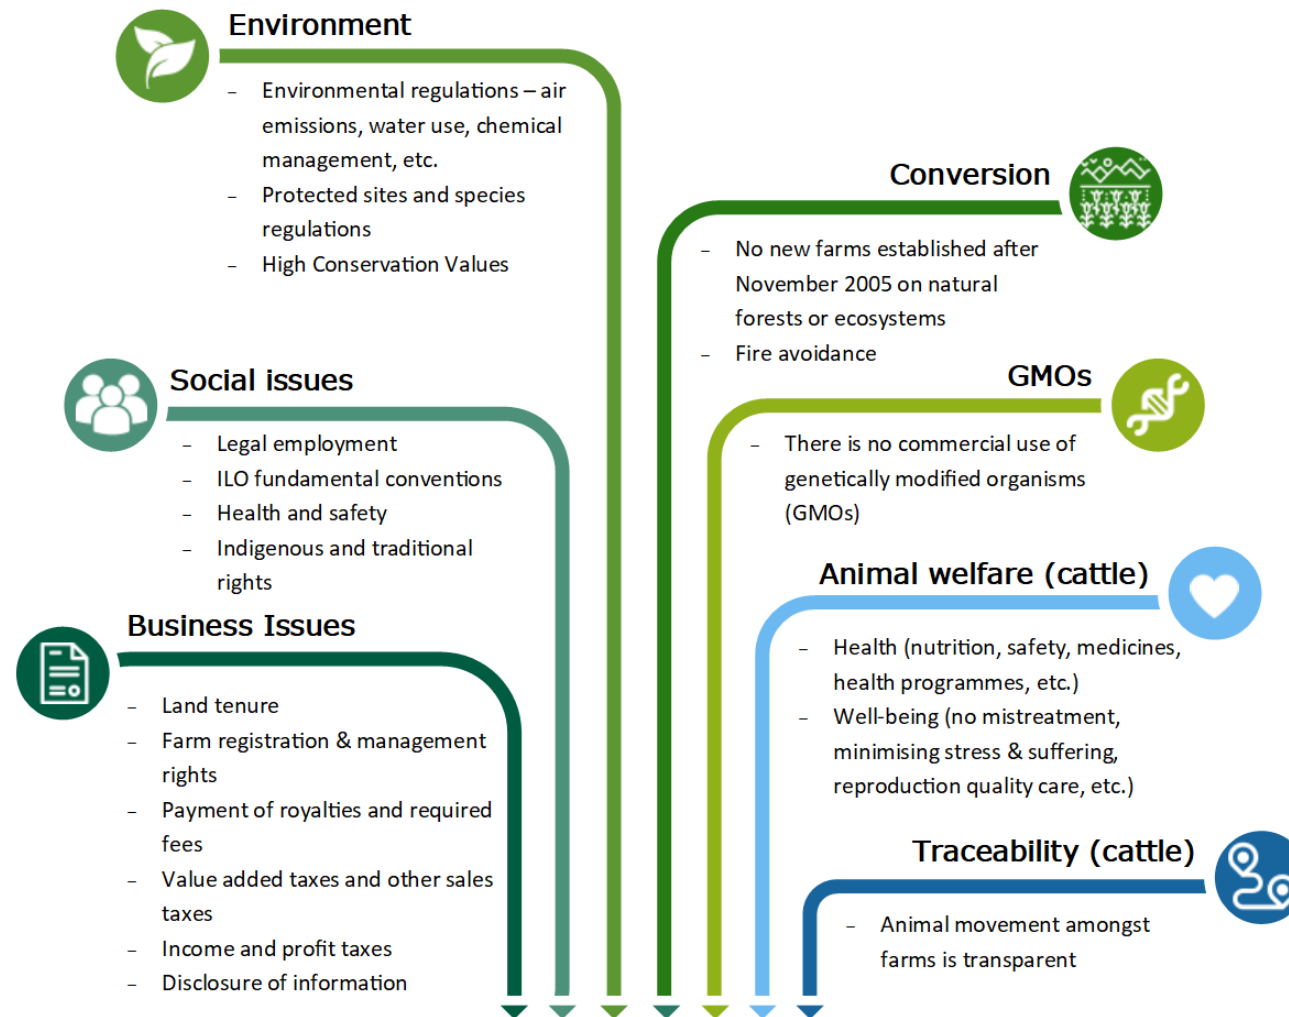 Environment
– Environmental regulations – air
emissions, water use, chemical
management, etc.
– Protected sites and species
regulations
– High Conservation Values
Social issues
– Legal employment
– ILO fundamental conventions
– Health and safety
– Indigenous and traditional
rights
Business Issues
– Land tenure
– Farm registration & management
rights
– Payment of royalties and required
fees
– Value added taxes and other sales
taxes
– Income and profit taxes
– Disclosure of information
Conversion
– No new farms established after
November 2005 on natural
forests or ecosystems
– Fire avoidance
GMOs
– There is no commercial use of
genetically modified organisms
(GMOs)
Animal welfare (cattle)
– Health (nutrition, safety, medicines,
health programmes, etc.)
– Well-being (no mistreatment,
minimising stress & suffering,
reproduction quality care, etc.)
Traceability (cattle)
– Animal movement amongst
farms is transparent